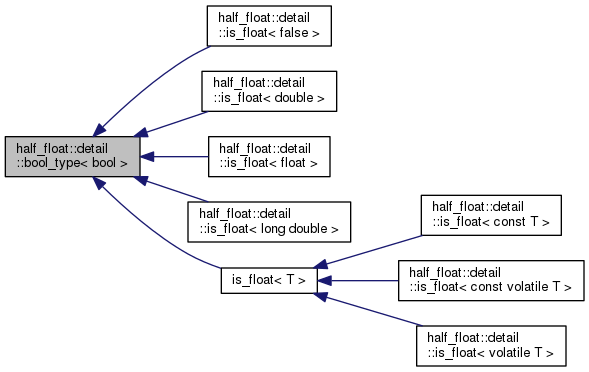 half_float::detail
::is_float< false >
half_float::detail
::is_float< double >
half_float::detail
::bool_type< bool >
half_float::detail
::is_float< float >
half_float::detail
::is_float< long double >
half_float::detail
::is_float< const T >
is_float< T >
half_float::detail
::is_float< const volatile T >
half_float::detail
::is_float< volatile T >